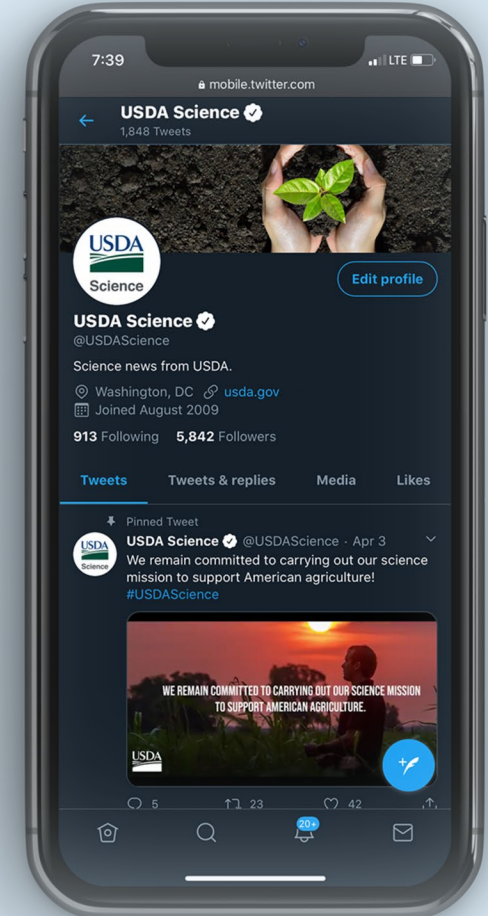 7:39
LTE
mobile.twitter.com
USDA Science
1,848 Tweets
USDA
Science
Edit profile
USDA Science
@USDAScience
Science news from USDA.
Washington, DC usda.gov
Joined August 2009
913 Following 5,842 Followers
Tweets Tweets & replies Media Likes
Pinned Tweet
USDA
Science
USDA Science @USDAScience · Apr 3
We remain committed to carrying out our science
mission to support American agriculture!
#USDAScience
WE REMAIN COMMITTED TO CARRYING OUT OUR SCIENCE MISSION
TO SUPPORT AMERICAN AGRICULTURE.
USDA
5 23 42
20+